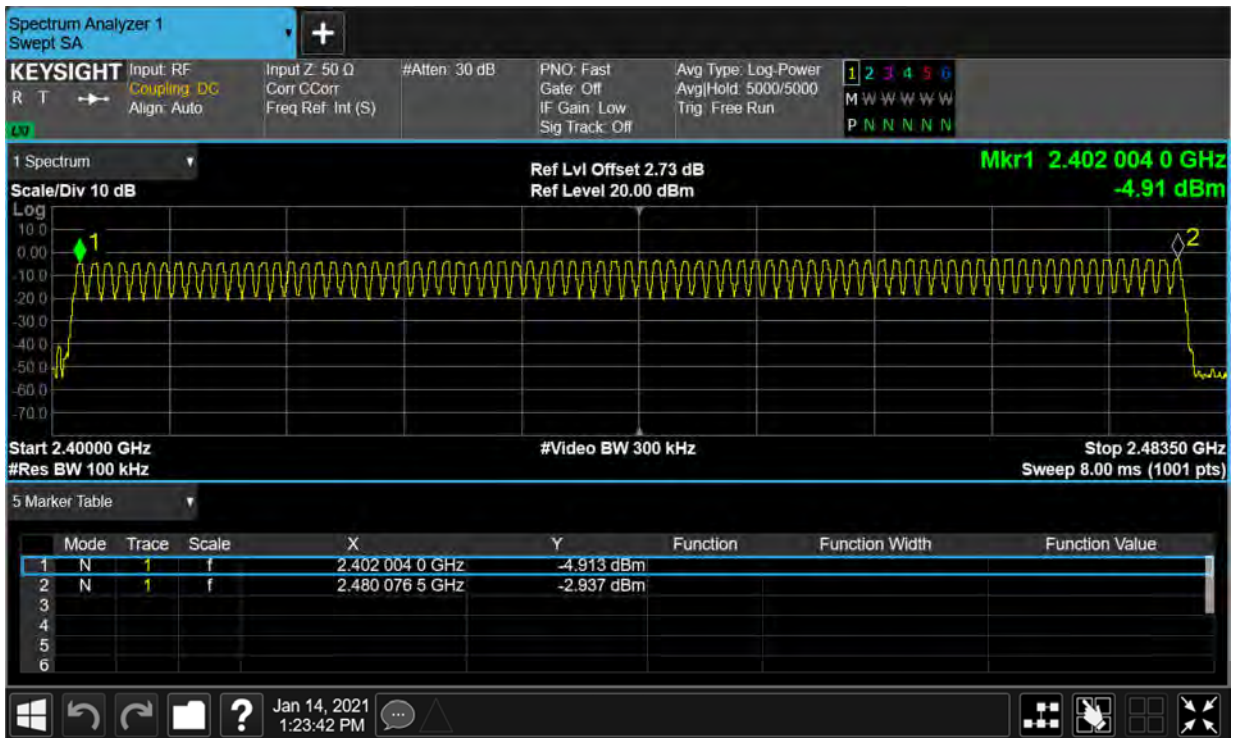 Spectrum Analyzer 1
Swept SA
KEYSIGHT Input: RF Input Z: 50 Ω #Atten: 30 dB PNO: Fast Avg Type: Log-Power 1 2 3 4 5 6
R T Coupling: DC Corr CCorr Gate: Off Avg|Hold: 5000/5000 M W W W W W
Align: Auto Freq Ref: Int (S) IF Gain: Low Trig: Free Run
LXI Sig Track: Off P N N N N N
1 Spectrum Ref Lvl Offset 2.73 dB Mkr1 2.402 004 0 GHz
Scale/Div 10 dB Ref Level 20.00 dBm -4.91 dBm
Log
10.0
1 2
0.00
-10.0
-20.0
-30.0
-40.0
-50.0
-60.0
-70.0
Start 2.40000 GHz #Video BW 300 kHz Stop 2.48350 GHz
#Res BW 100 kHz Sweep 8.00 ms (1001 pts)
5 Marker Table
Mode Trace Scale X Y Function Function Width Function Value
1 N 1 f 2.402 004 0 GHz -4.913 dBm
2 N 1 f 2.480 076 5 GHz -2.937 dBm
3
4
5
6
? Jan 14, 2021
1:23:42 PM